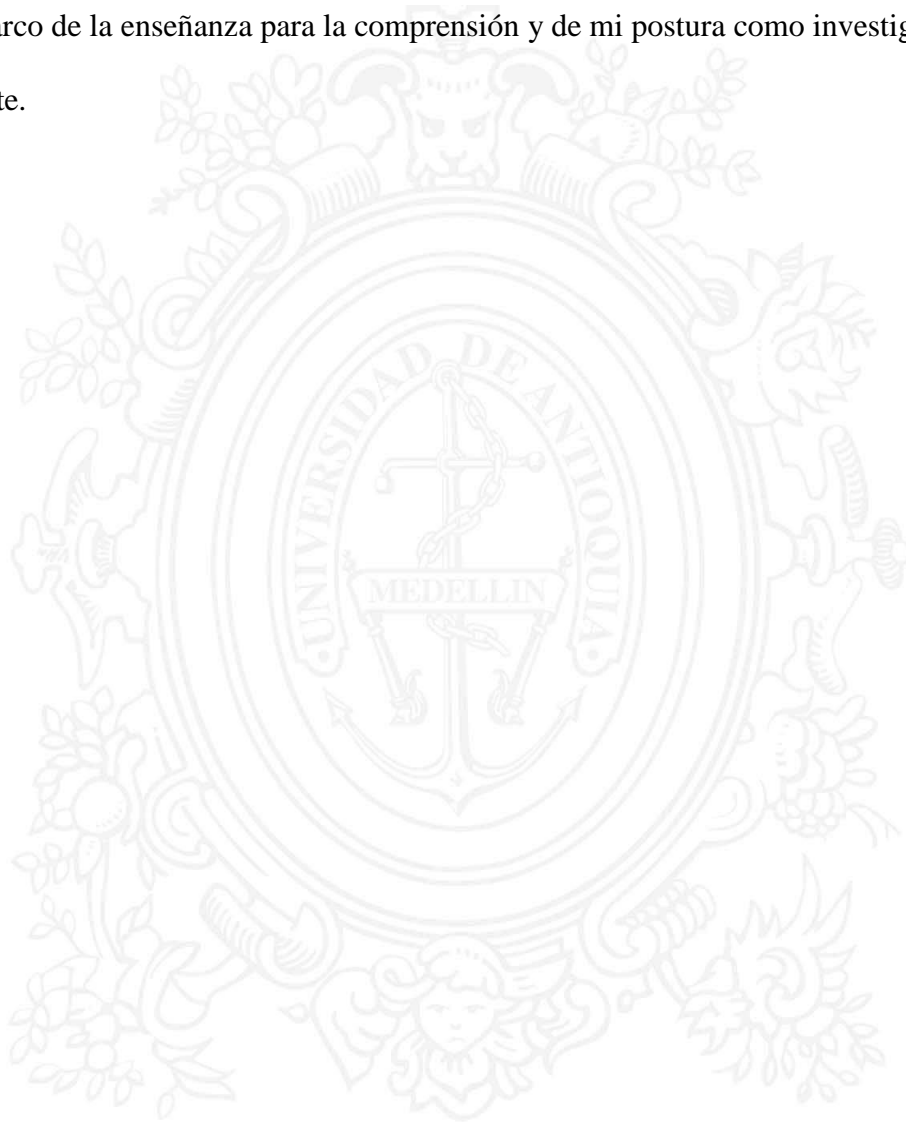 arco de la enseñanza para la comprensión y de mi postura como investig
te.
UNIVERSIDAD DE ANTIOQUIA
MEDELLIN